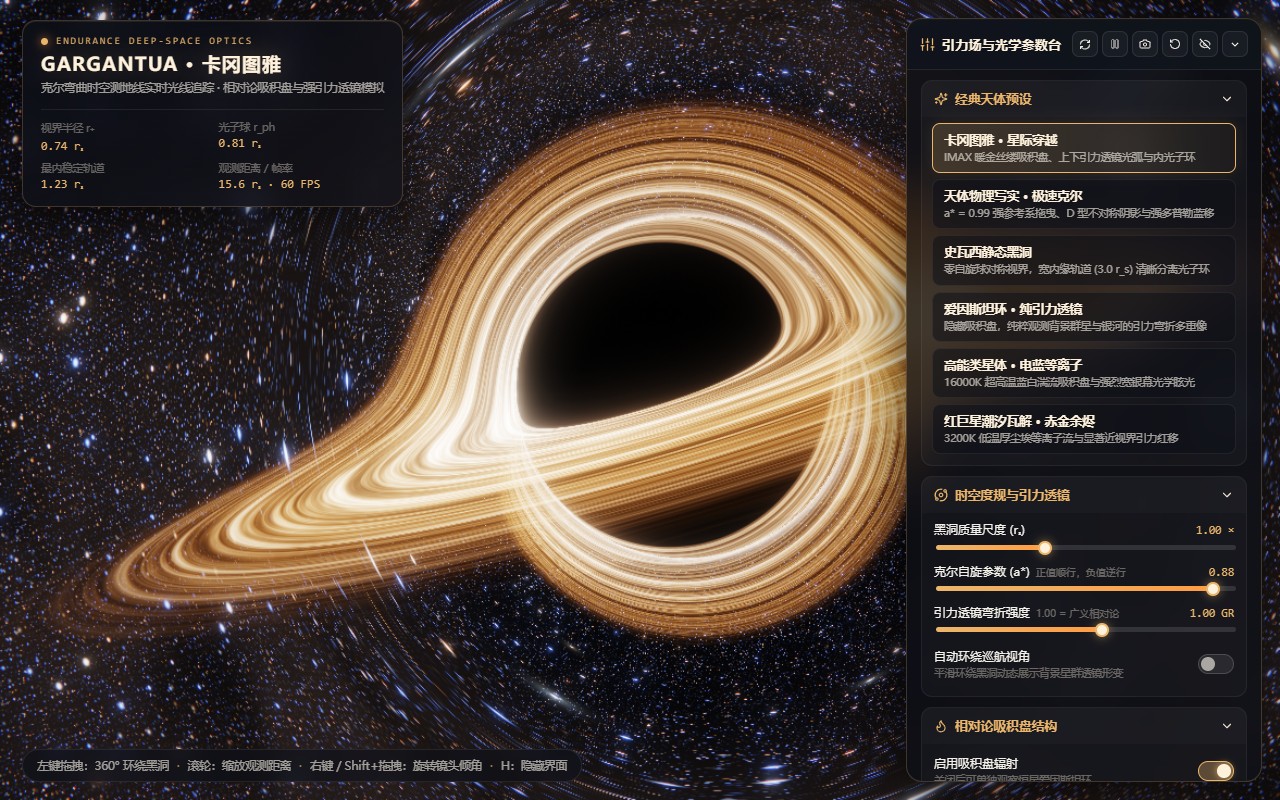 ENDURANCE DEEP-SPACE OPTICS
GARGANTUA • 卡冈图雅
克尔弯曲时空测地线实时光线追踪 · 相对论吸积盘与强引力透镜模拟
视界半径 r₊
0.74 rₛ
光子球 r_ph
0.81 rₛ
最内稳定轨道
1.23 rₛ
观测距离 / 帧率
15.6 rₛ · 60 FPS
引力场与光学参数台
经典天体预设
卡冈图雅 • 星际穿越
IMAX 暖金丝缕吸积盘、上下引力透镜光弧与内光子环
天体物理写实 • 极速克尔
a* = 0.99 强参考系拖曳、D 型不对称阴影与强多普勒蓝移
史瓦西静态黑洞
零自旋球对称视界，宽内缘轨道 (3.0 r_s) 清晰分离光子环
爱因斯坦环 • 纯引力透镜
隐藏吸积盘，纯粹观测背景群星与银河的引力弯折多重像
高能类星体 • 电蓝等离子
16000K 超高温蓝白湍流吸积盘与强烈宽银幕光学眩光
红巨星潮汐瓦解 • 赤金余烬
3200K 低温厚尘埃等离子流与显著近视界引力红移
时空度规与引力透镜
黑洞质量尺度 (rₛ)
1.00 ×
克尔自旋参数 (a*) 正值顺行，负值逆行
0.88
引力透镜弯折强度 1.00 = 广义相对论
1.00 GR
自动环绕巡航视角
平滑环绕黑洞动态展示背景星群透镜形变
相对论吸积盘结构
启用吸积盘辐射
左键拖拽：360° 环绕黑洞 · 滚轮：缩放观测距离 · 右键 / Shift+拖拽：旋转镜头倾角 · H：隐藏界面